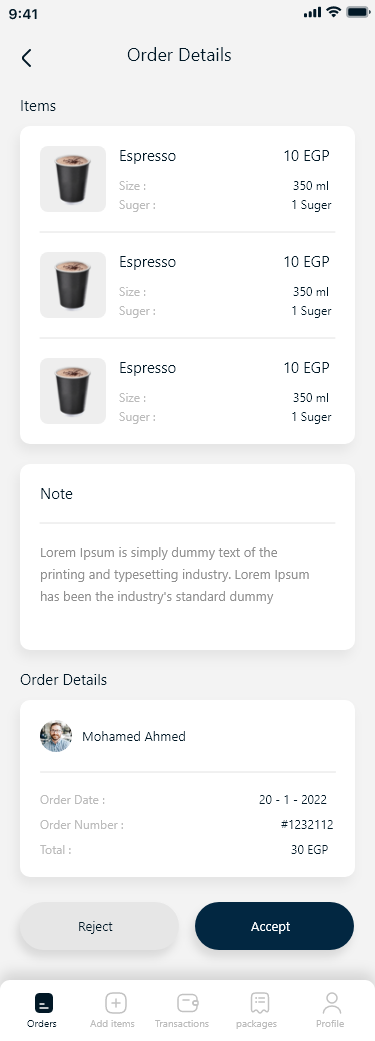 9:41
Order Details
Items
Espresso 10 EGP
Size : 350 ml
Suger : 1 Suger
Espresso 10 EGP
Size : 350 ml
Suger : 1 Suger
Espresso 10 EGP
Size : 350 ml
Suger : 1 Suger
Note
Lorem Ipsum is simply dummy text of the
printing and typesetting industry. Lorem Ipsum
has been the industry's standard dummy
Order Details
Mohamed Ahmed
Order Date : 20 - 1 - 2022
Order Number : #1232112
Total : 30 EGP
Reject Accept
Orders Add items Transactions packages Profile